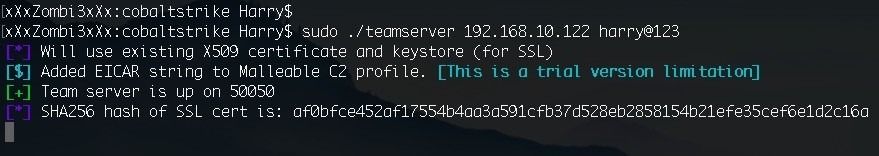 [xXxZombi3xXx:cobaltstrike Harry$
[xXxZombi3xXx:cobaltstrike Harry$ sudo ./teamserver 192.168.10.122 harry@123
[*] Will use existing X509 certificate and keystore (for SSL)
[$] Added EICAR string to Malleable C2 profile. [This is a trial version limitation]
[+] Team server is up on 50050
[*] SHA256 hash of SSL cert is: af0bfce452af17554b4aa3a591cfb37d528eb2858154b21efe35cef6e1d2c16a